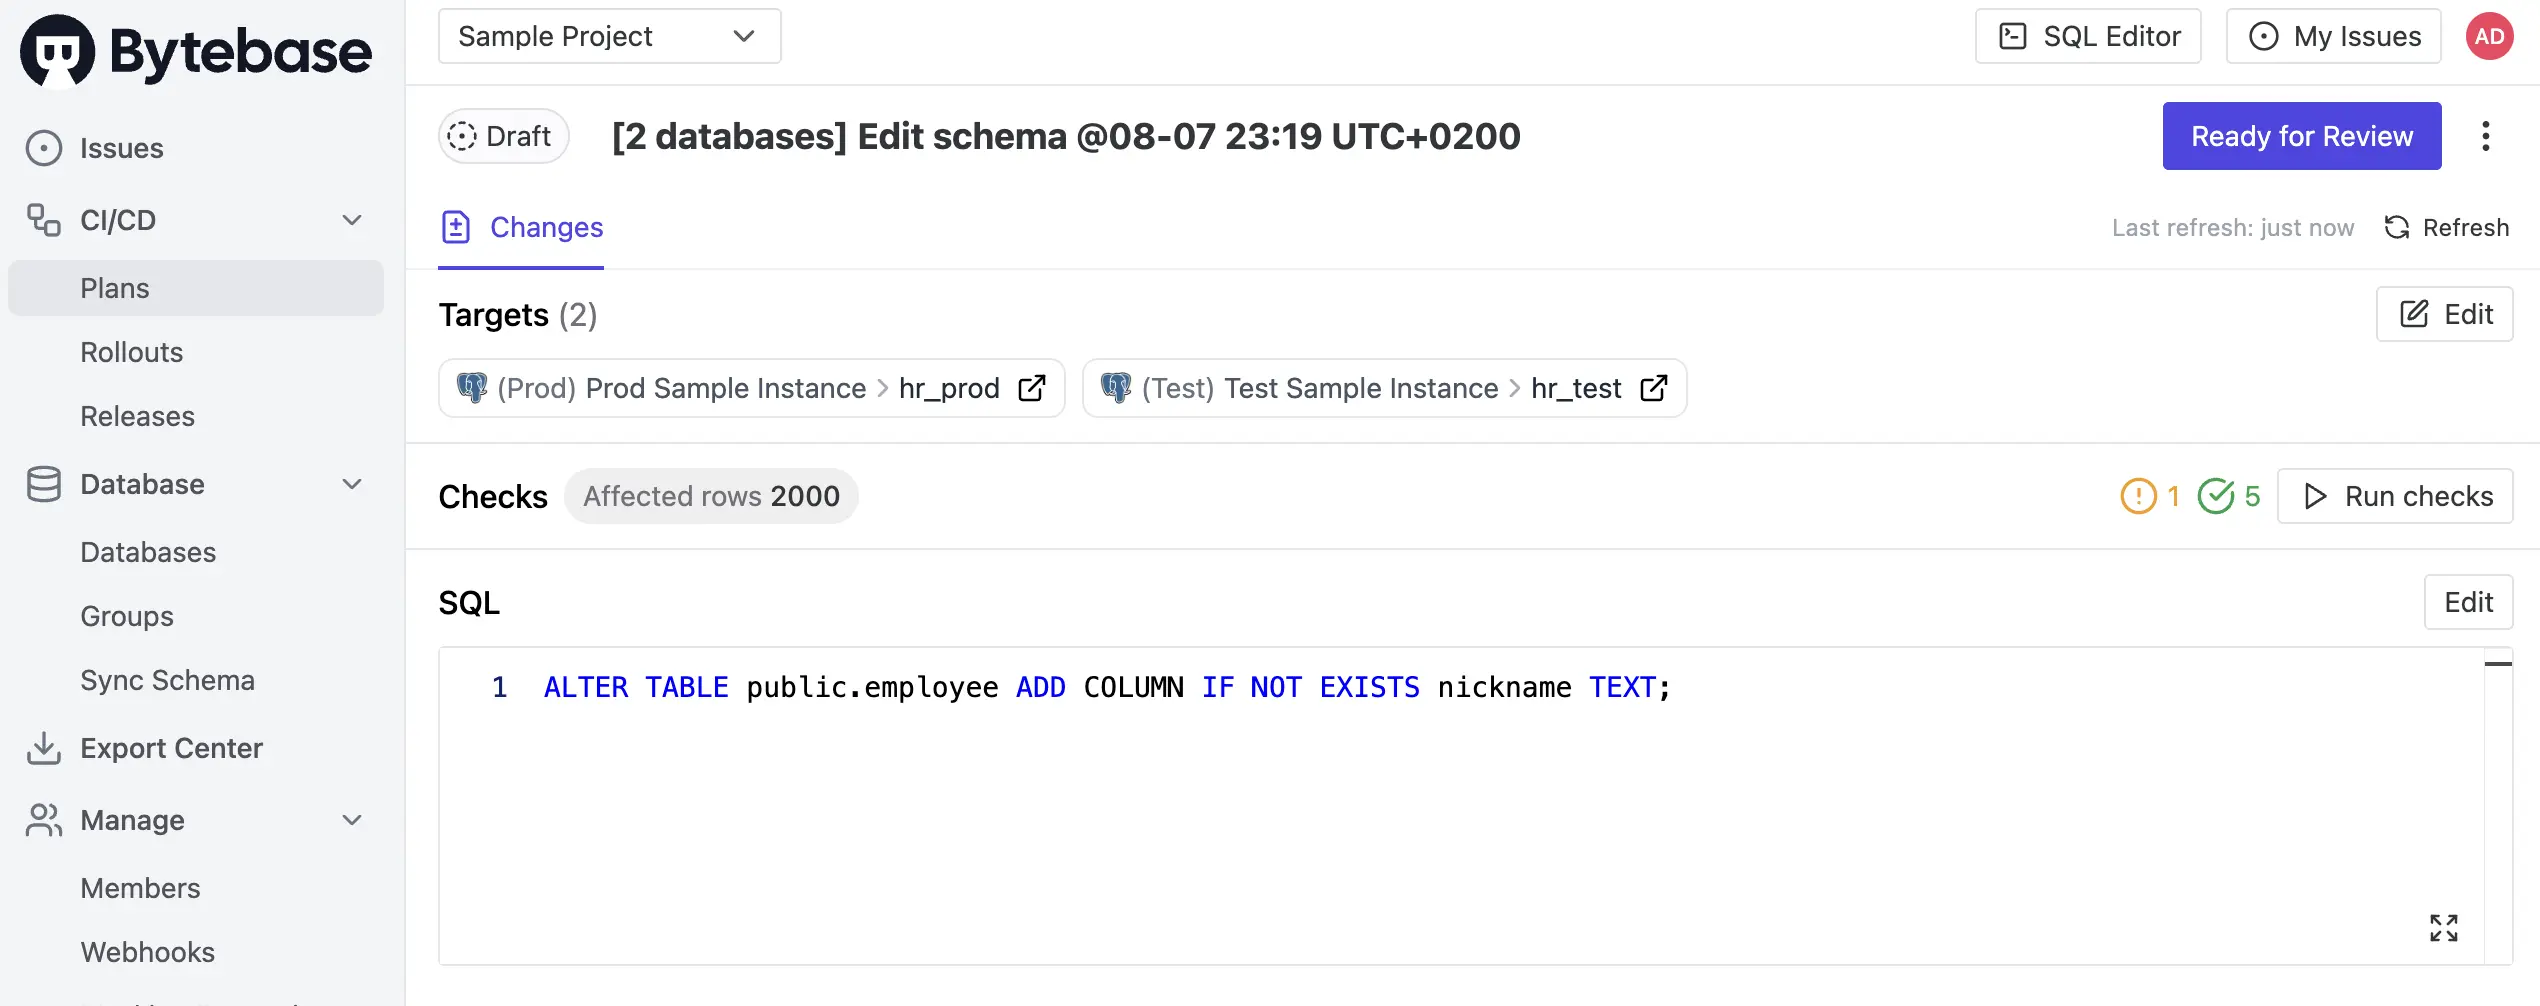 Bytebase
Issues
CI/CD
Plans
Rollouts
Releases
Database
Databases
Groups
Sync Schema
Export Center
Manage
Members
Webhooks
Sample Project
SQL Editor
My Issues
AD
Draft
[2 databases] Edit schema @08-07 23:19 UTC+0200
Ready for Review
Changes
Last refresh: just now
Refresh
Targets (2)
Edit
(Prod) Prod Sample Instance > hr_prod
(Test) Test Sample Instance > hr_test
Checks
Affected rows 2000
1
5
Run checks
SQL
Edit
1 ALTER TABLE public.employee ADD COLUMN IF NOT EXISTS nickname TEXT;